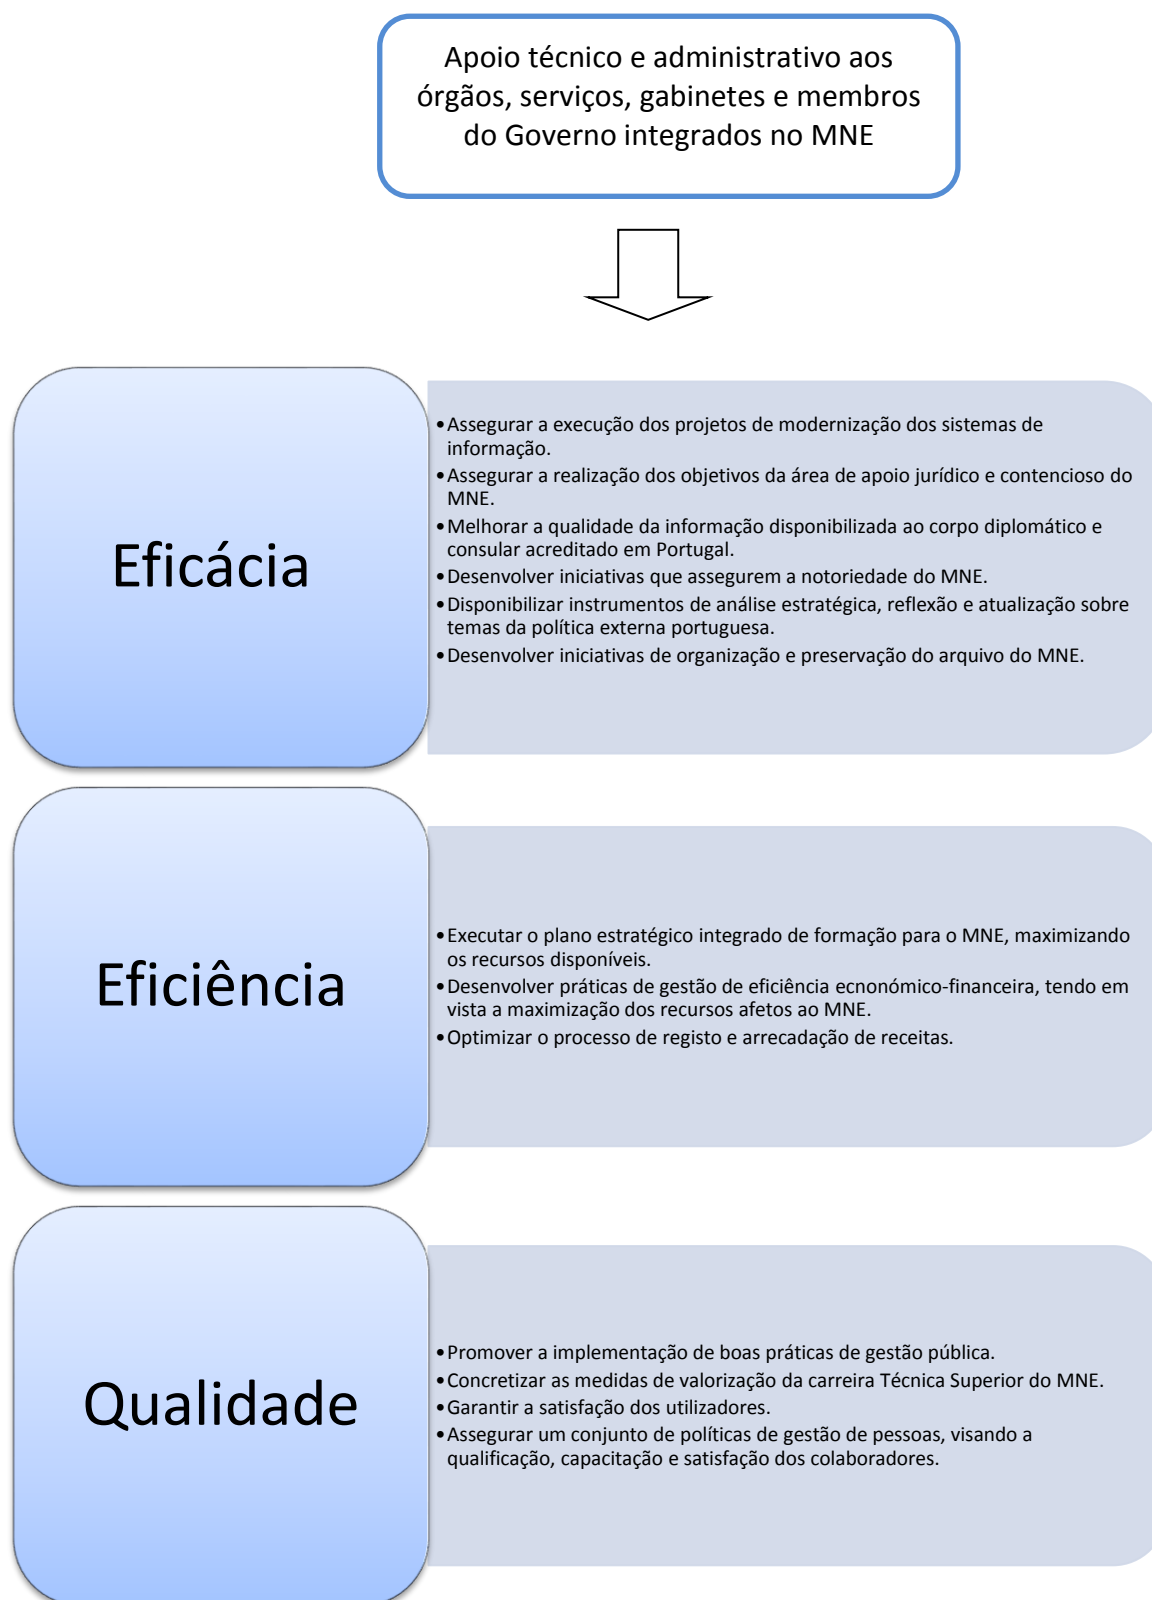 Apoio técnico e administrativo aos
órgãos, serviços, gabinetes e membros
do Governo integrados no MNE
Eficácia
•Assegurar a execução dos projetos de modernização dos sistemas de
informação.
•Assegurar a realização dos objetivos da área de apoio jurídico e contencioso do
MNE.
•Melhorar a qualidade da informação disponibilizada ao corpo diplomático e
consular acreditado em Portugal.
•Desenvolver iniciativas que assegurem a notoriedade do MNE.
•Disponibilizar instrumentos de análise estratégica, reflexão e atualização sobre
temas da política externa portuguesa.
•Desenvolver iniciativas de organização e preservação do arquivo do MNE.
Eficiência
•Executar o plano estratégico integrado de formação para o MNE, maximizando
os recursos disponíveis.
•Desenvolver práticas de gestão de eficiência ecnonómico-financeira, tendo em
vista a maximização dos recursos afetos ao MNE.
•Optimizar o processo de registo e arrecadação de receitas.
Qualidade
•Promover a implementação de boas práticas de gestão pública.
•Concretizar as medidas de valorização da carreira Técnica Superior do MNE.
•Garantir a satisfação dos utilizadores.
•Assegurar um conjunto de políticas de gestão de pessoas, visando a
qualificação, capacitação e satisfação dos colaboradores.